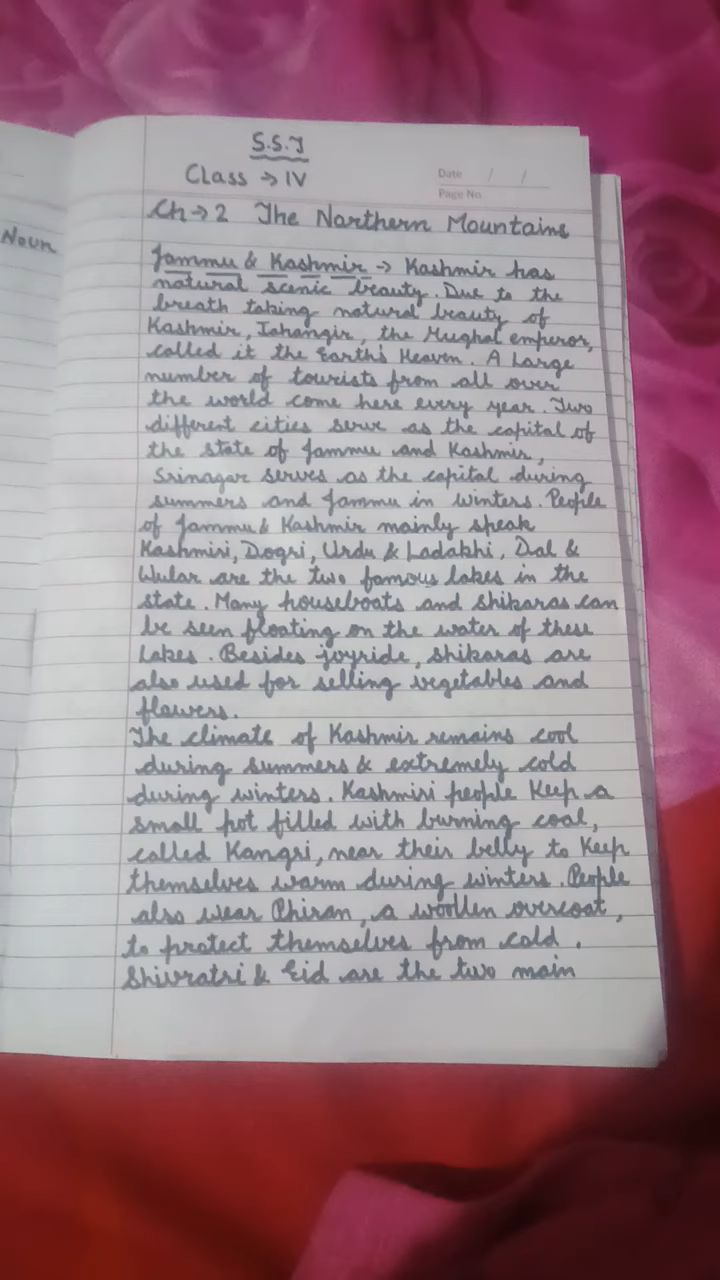 S.S.J
Class → IV
Date / /
Page No
Noun
Ch → 2 The Northern Mountains
Jammu & Kashmir → Kashmir has
natural scenic beauty. Due to the
breath taking natural beauty of
Kashmir, Jahangir, the Mughal emperor,
called it the Earth's Heaven. A Large
number of tourists from all over
the world come here every year. Two
different cities serve as the capital of
the state of Jammu and Kashmir,
Srinagar serves as the capital during
summers and Jammu in winters. People
of Jammu & Kashmir mainly speak
Kashmiri, Dogri, Urdu & Ladakhi, Dal &
Wular are the two famous lakes in the
state. Many houseboats and shikaras can
be seen floating on the water of these
Lakes. Besides joyride, shikaras are
also used for selling vegetables and
flowers.
The climate of Kashmir remains cool
during summers & extremely cold
during winters. Kashmiri people Keep a
small pot filled with burning coal,
called Kangri, near their belly to Keep
themselves warm during winters. People
also wear Phiran, a woollen overcoat,
to protect themselves from cold.
Shivratri & Eid are the two main